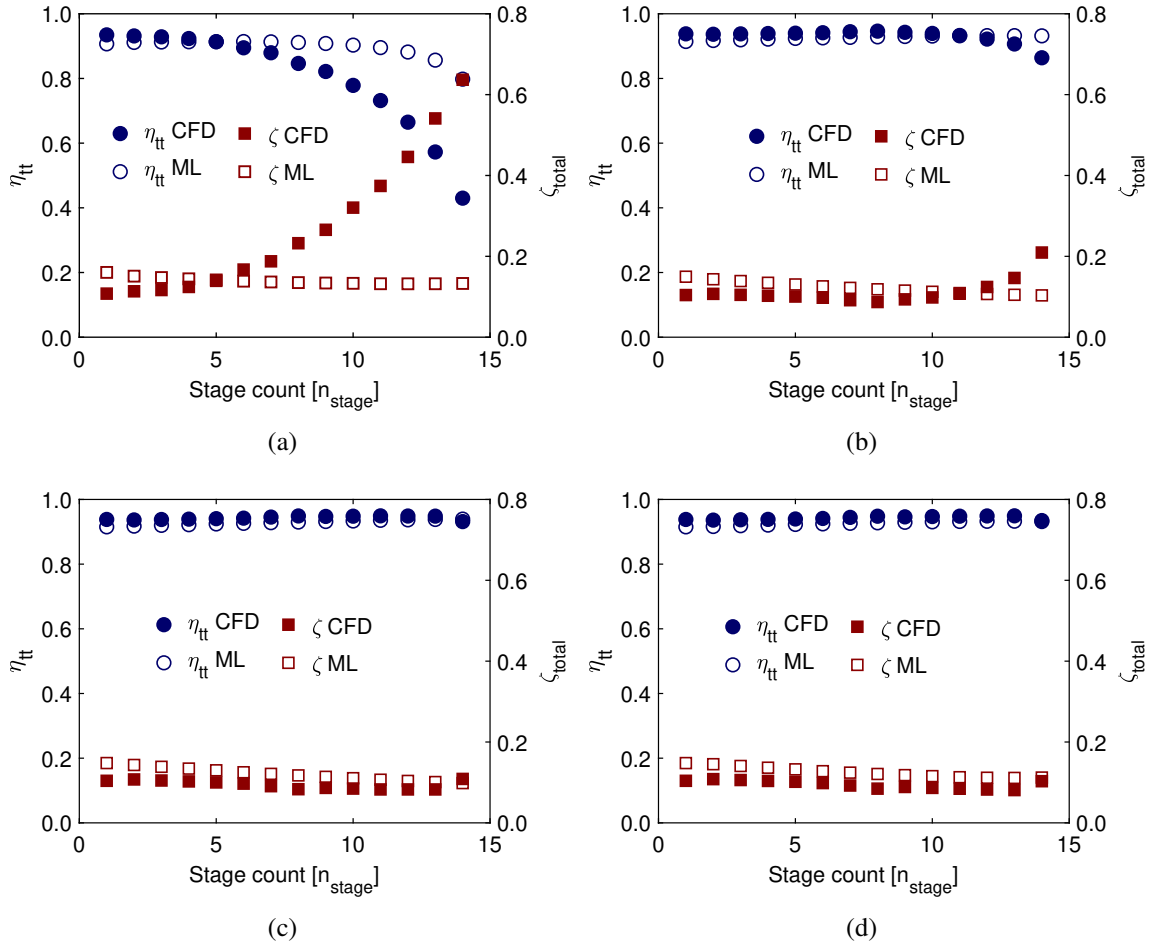 1.0 0.8
0.8 0.6
0.6 0.4
0.4 0.2
0.2 0.0
0.0
η_tt
ζ_total
η_tt CFD ζ CFD
η_tt ML ζ ML
0 5 10 15
Stage count [n_stage]
(a)
1.0 0.8
0.8 0.6
0.6 0.4
0.4 0.2
0.2 0.0
0.0
η_tt
ζ_total
η_tt CFD ζ CFD
η_tt ML ζ ML
0 5 10 15
Stage count [n_stage]
(b)
1.0 0.8
0.8 0.6
0.6 0.4
0.4 0.2
0.2 0.0
0.0
η_tt
ζ_total
η_tt CFD ζ CFD
η_tt ML ζ ML
0 5 10 15
Stage count [n_stage]
(c)
1.0 0.8
0.8 0.6
0.6 0.4
0.4 0.2
0.2 0.0
0.0
η_tt
ζ_total
η_tt CFD ζ CFD
η_tt ML ζ ML
0 5 10 15
Stage count [n_stage]
(d)